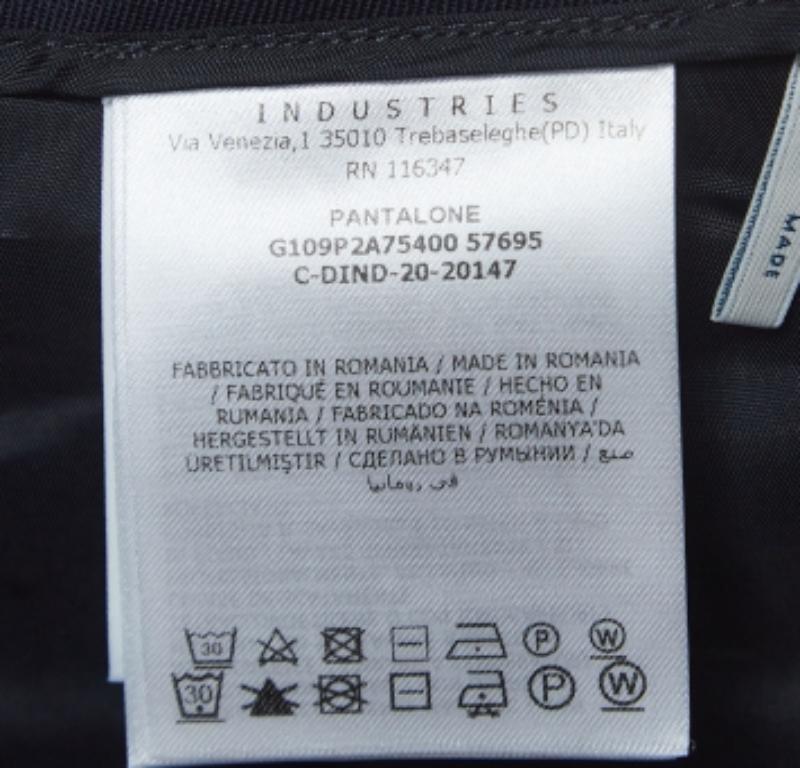 INDUSTRIES
Via Venezia,1 35010 Trebaseleghe(PD) Italy
RN 116347
PANTALONE
G109P2A75400 57695
C-DIND-20-20147
FABBRICATO IN ROMANIA / MADE IN ROMANIA
/ FABRIQUÉ EN ROUMANIE / HECHO EN
RUMANIA / FABRICADO NA ROMÉNIA /
HERGESTELLT IN RUMÄNIEN / ROMANYA'DA
ÜRETILMIŞTIR / СДЕЛАНО В РУМЫНИИ / صنع
في رومانيا
30 P W
30 P W
MADE